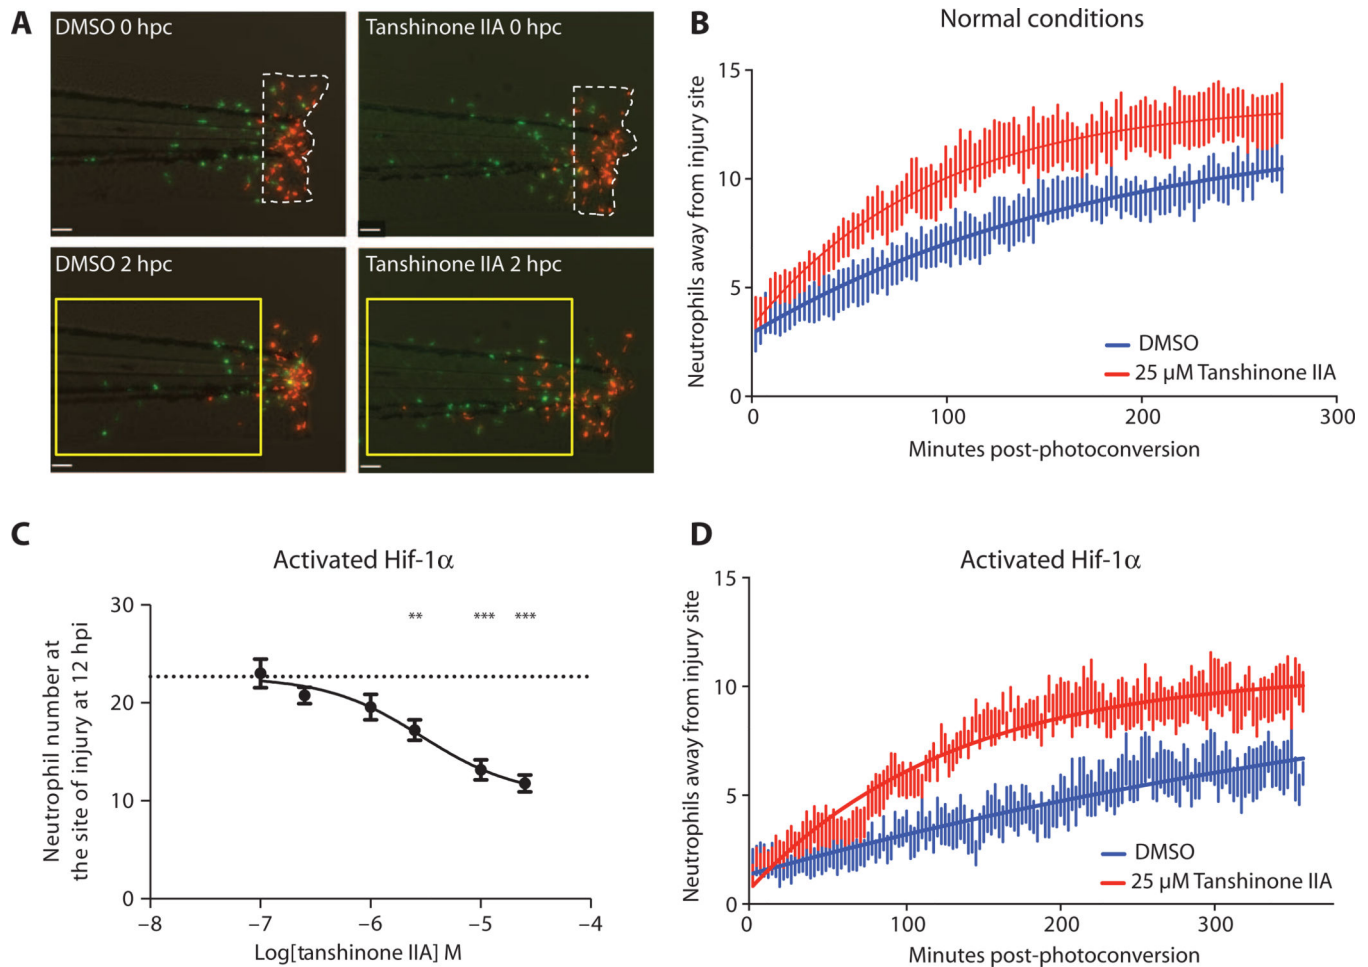 A
DMSO 0 hpc
Tanshinone IIA 0 hpc
DMSO 2 hpc
Tanshinone IIA 2 hpc
B
Normal conditions
Neutrophils away from injury site
15
10
5
0
0
100
200
300
DMSO
25 µM Tanshinone IIA
Minutes post-photoconversion
C
Activated Hif-1α
Neutrophil number at
the site of injury at 12 hpi
30
20
10
0
**
***
***
−8
−7
−6
−5
−4
Log[tanshinone IIA] M
D
Activated Hif-1α
Neutrophils away from injury site
15
10
5
0
0
100
200
300
DMSO
25 µM Tanshinone IIA
Minutes post-photoconversion